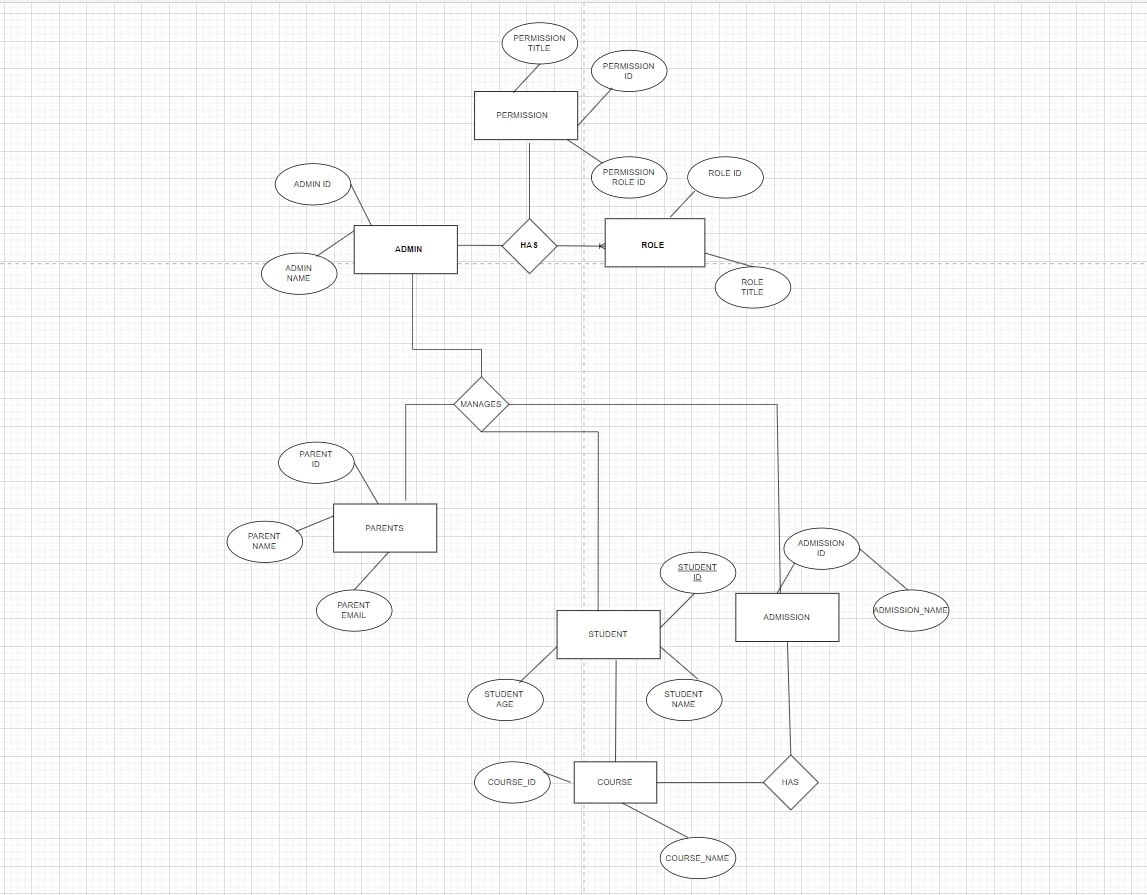 PERMISSION
TITLE
PERMISSION
ID
PERMISSION
PERMISSION
ROLE ID
ROLE ID
ADMIN ID
ADMIN
HAS
ROLE
ADMIN
NAME
ROLE
TITLE
MANAGES
PARENT
ID
PARENTS
PARENT
NAME
PARENT
EMAIL
ADMISSION
ID
STUDENT
ID
ADMISSION_NAME
ADMISSION
STUDENT
STUDENT
AGE
STUDENT
NAME
COURSE_ID
COURSE
HAS
COURSE_NAME